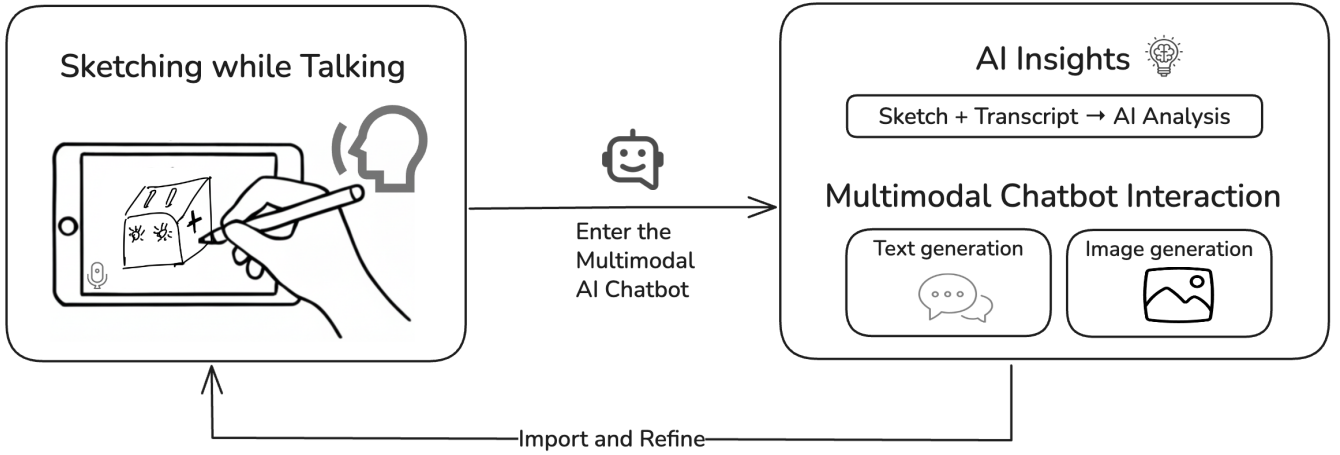 Sketching while Talking
Enter the
Multimodal
AI Chatbot
AI Insights
Sketch + Transcript → AI Analysis
Multimodal Chatbot Interaction
Text generation
Image generation
Import and Refine